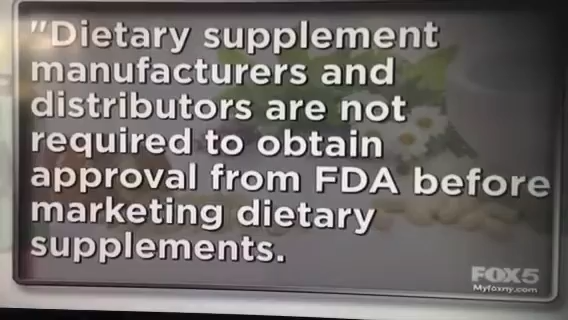 "Dietary supplement
manufacturers and
distributors are not
required to obtain
approval from FDA before
marketing dietary
supplements.
FOX5
Myfoxny.com